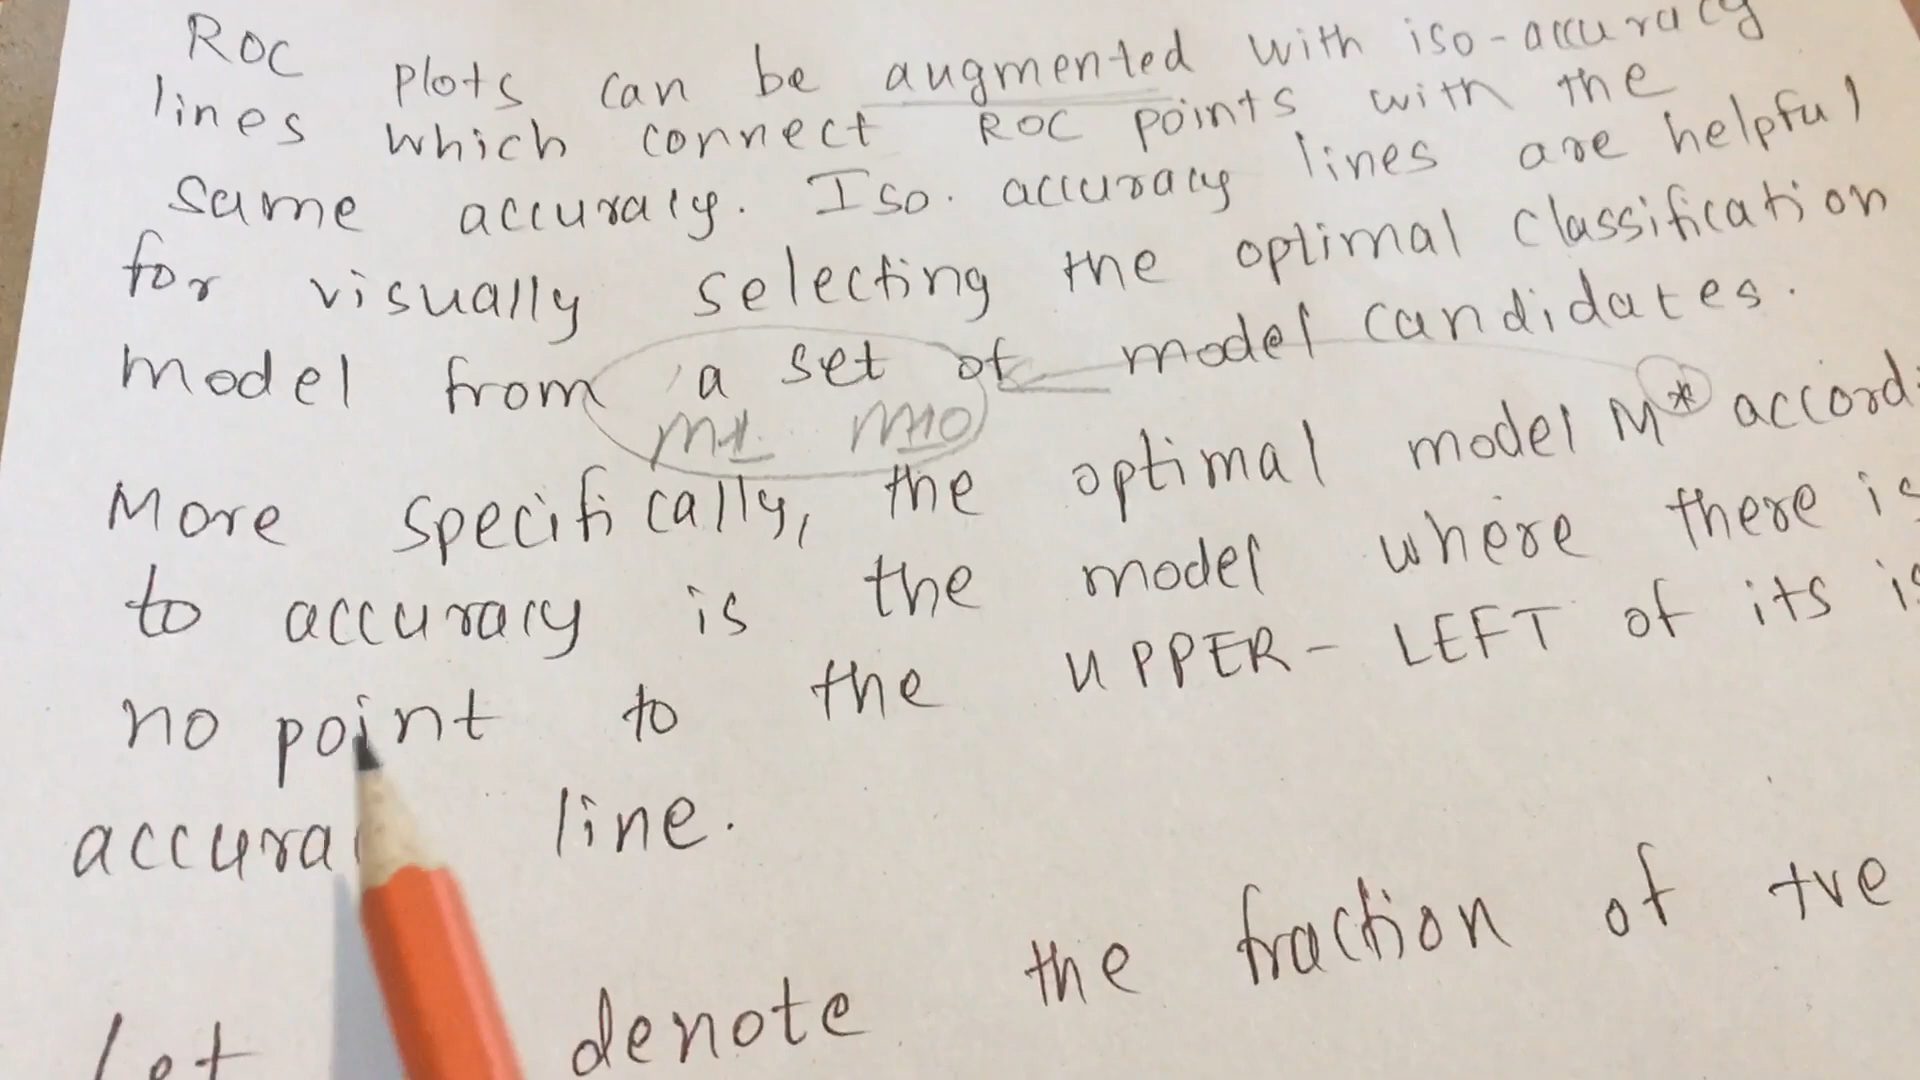 ROC plots can be augmented with iso-accuracy
lines which connect ROC points with the
same accuracy. Iso. accuracy lines are helpful
for visually selecting the optimal classification
model from a set of model candidates.
m1 m10
More specifically, the optimal model M* accord
to accuracy is the model where there is
no point to the UPPER-LEFT of its is
accura line.
Let denote the fraction of +ve